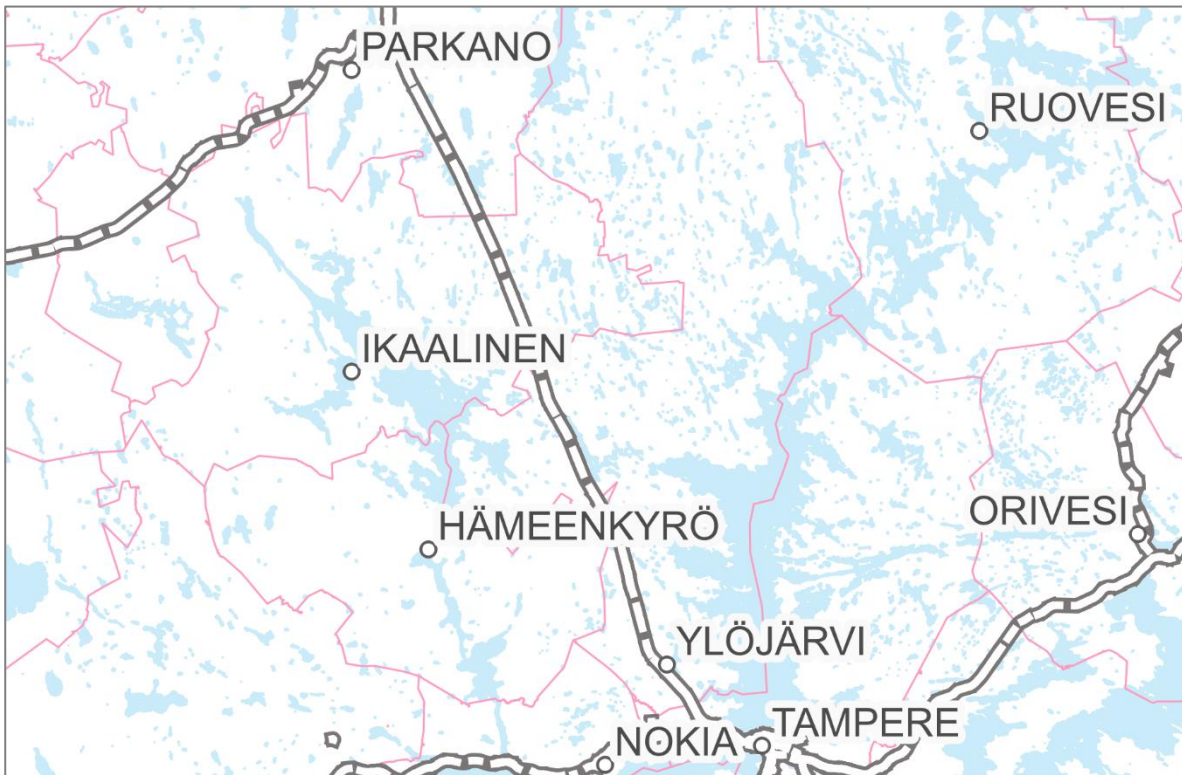 PARKANO
RUOVESI
IKAALINEN
ORIVESI
HÄMEENKYRÖ
YLÖJÄRVI
TAMPERE
NOKIA